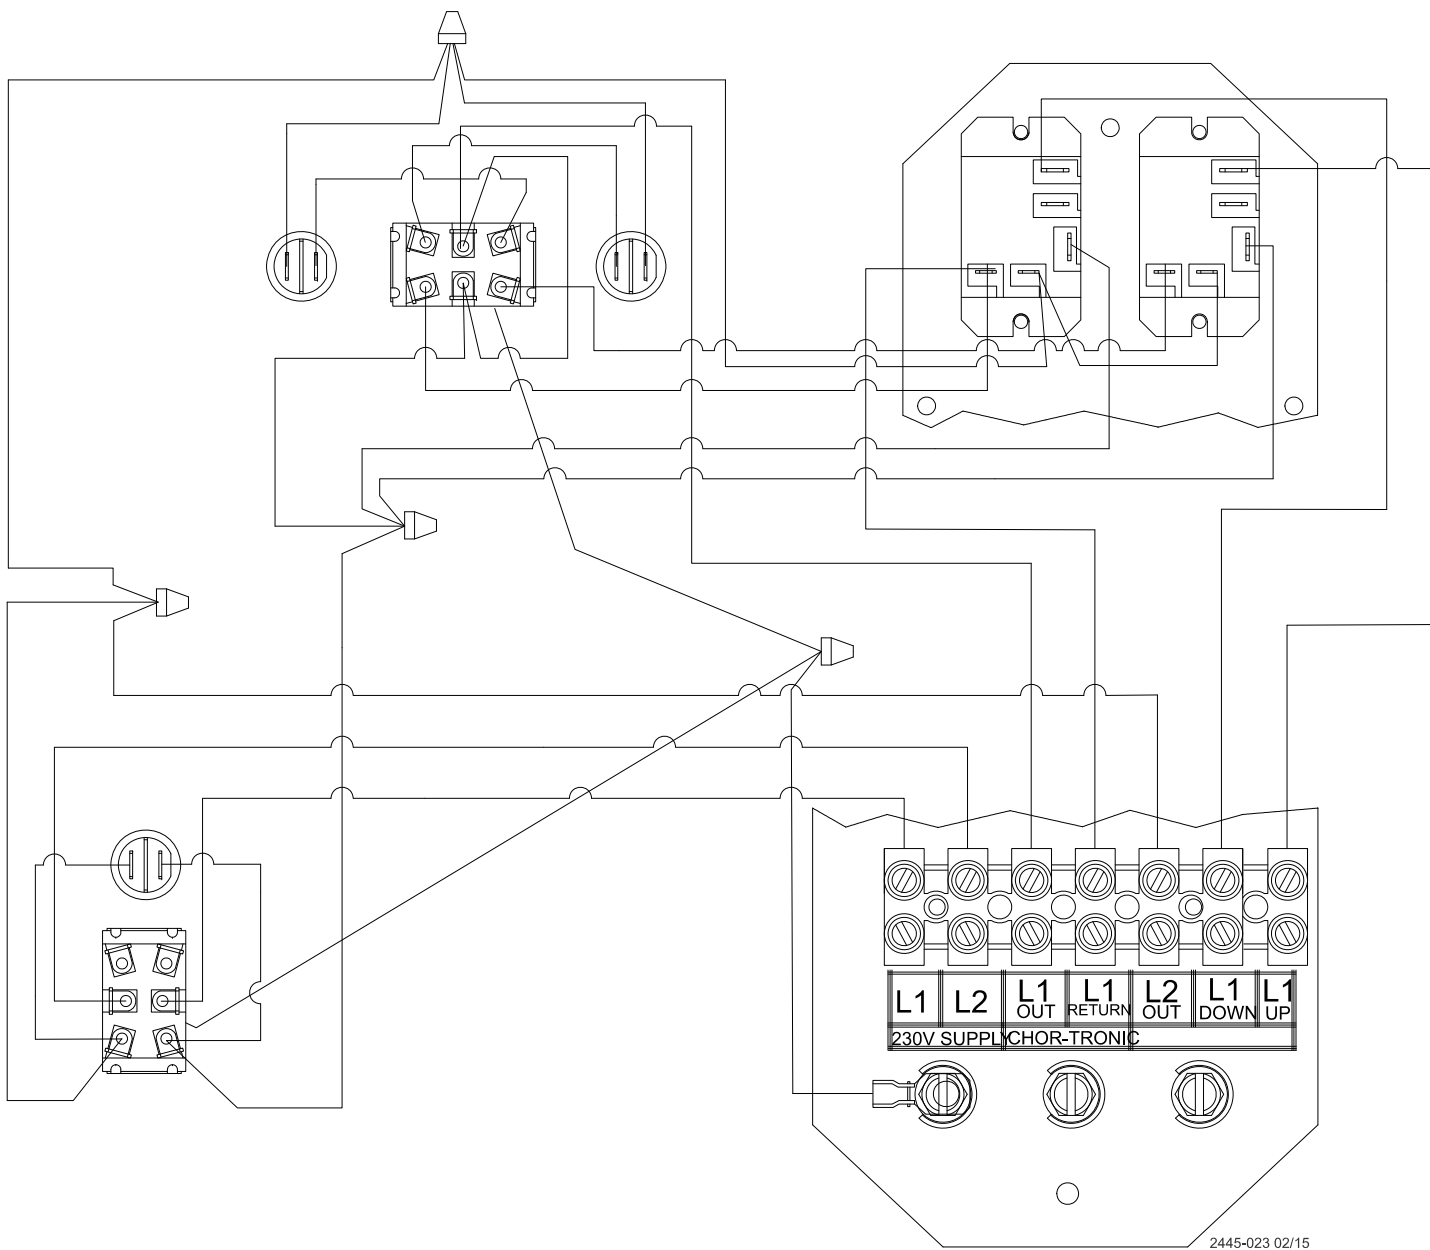 L1 L2 L1 L1 L2 L1 L1
OUT RETURN OUT DOWN UP
230V SUPPLY CHOR-TRONIC
2445-023 02/15